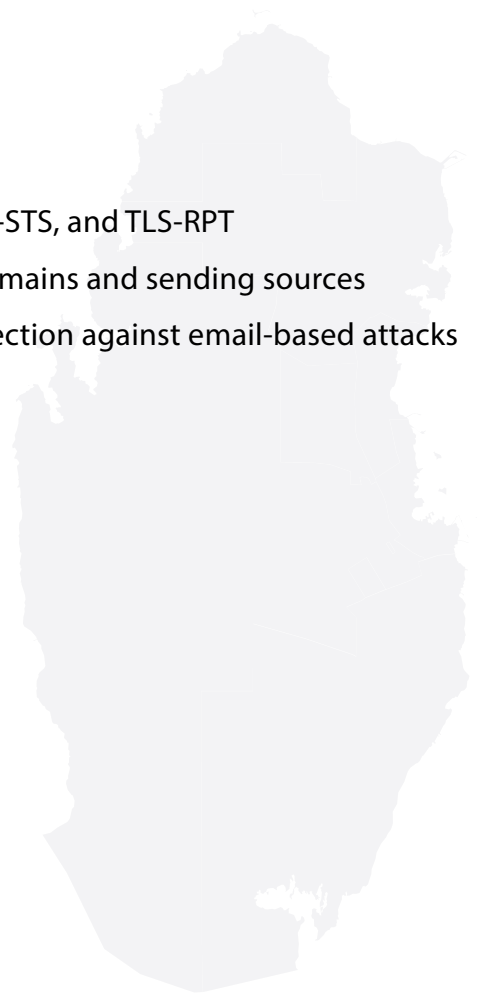 -STS, and TLS-RPT
mains and sending sources
ection against email-based attacks